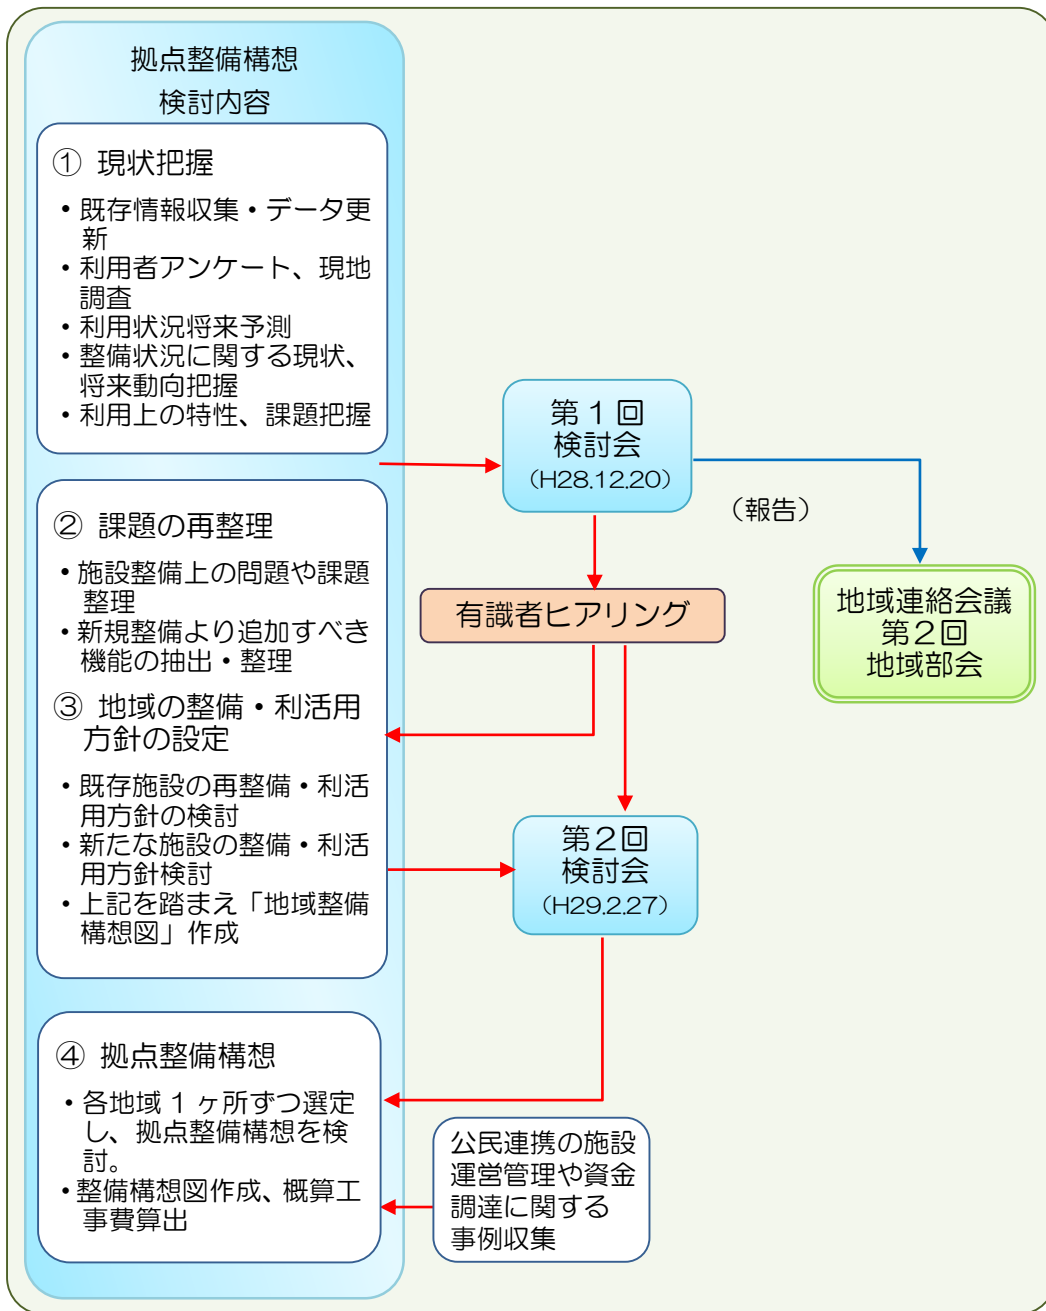 拠点整備構想
検討内容
① 現状把握
・既存情報収集・データ更
新
・利用者アンケート、現地
調査
・利用状況将来予測
・整備状況に関する現状、
将来動向把握
・利用上の特性、課題把握
第1回
検討会
（H28.12.20）
（報告）
② 課題の再整理
・施設整備上の問題や課題
整理
・新規整備より追加すべき
機能の抽出・整理
有識者ヒアリング
地域連絡会議
第2回
地域部会
③ 地域の整備・利活用
方針の設定
・既存施設の再整備・利活
用方針の検討
・新たな施設の整備・利活
用方針検討
・上記を踏まえ「地域整備
構想図」作成
第2回
検討会
（H29.2.27）
④ 拠点整備構想
・各地域1ヶ所ずつ選定
し、拠点整備構想を検
討。
・整備構想図作成、概算工
事費算出
公民連携の施設
運営管理や資金
調達に関する
事例収集